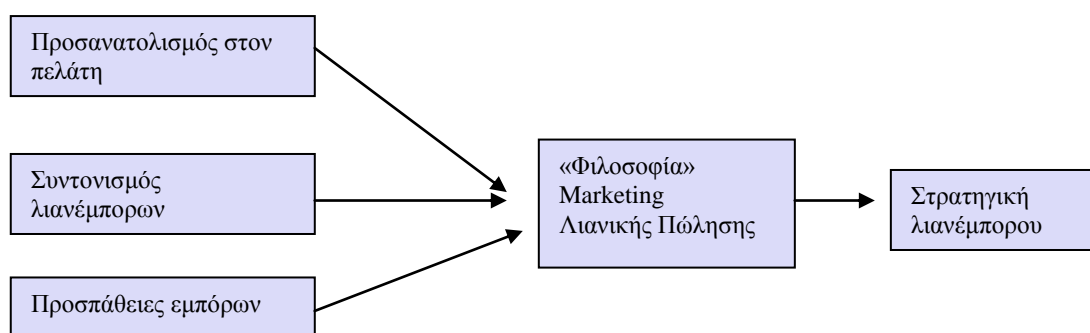 Προσανατολισμός στον
πελάτη
Συντονισμός
λιανέμπορων
Προσπάθειες εμπόρων
«Φιλοσοφία»
Marketing
Λιανικής Πώλησης
Στρατηγική
λιανέμπορου